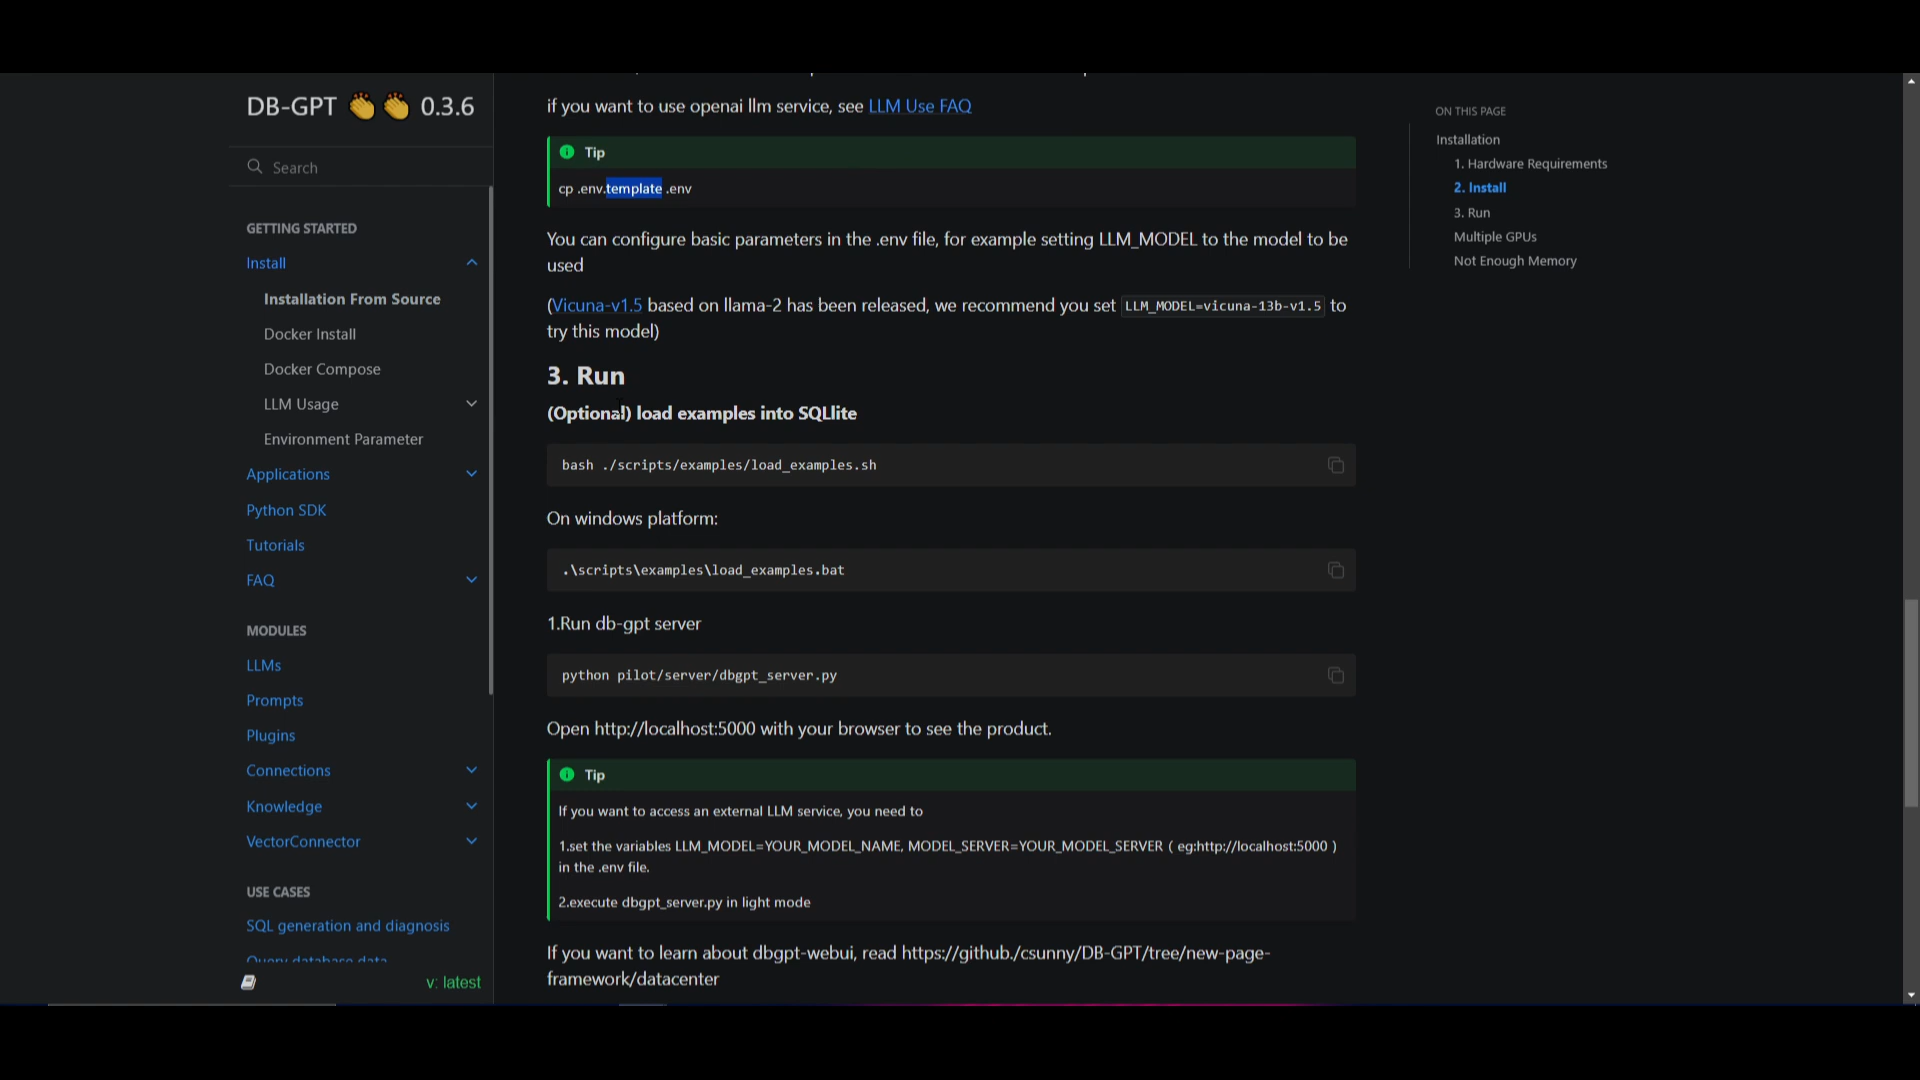 DB-GPT 👏 👏 0.3.6
Search
GETTING STARTED
Install
Installation From Source
Docker Install
Docker Compose
LLM Usage
Environment Parameter
Applications
Python SDK
Tutorials
FAQ
MODULES
LLMs
Prompts
Plugins
Connections
Knowledge
VectorConnector
USE CASES
SQL generation and diagnosis
Query database data
v: latest
if you want to use openai llm service, see LLM Use FAQ
Tip
cp .env.template .env
You can configure basic parameters in the .env file, for example setting LLM_MODEL to the model to be
used
(Vicuna-v1.5 based on llama-2 has been released, we recommend you set LLM_MODEL=vicuna-13b-v1.5 to
try this model)
3. Run
(Optional) load examples into SQLlite
bash ./scripts/examples/load_examples.sh
On windows platform:
.\scripts\examples\load_examples.bat
1.Run db-gpt server
python pilot/server/dbgpt_server.py
Open http://localhost:5000 with your browser to see the product.
Tip
If you want to access an external LLM service, you need to
1.set the variables LLM_MODEL=YOUR_MODEL_NAME, MODEL_SERVER=YOUR_MODEL_SERVER ( eg:http://localhost:5000 )
in the .env file.
2.execute dbgpt_server.py in light mode
If you want to learn about dbgpt-webui, read https://github./csunny/DB-GPT/tree/new-page-
framework/datacenter
ON THIS PAGE
Installation
1. Hardware Requirements
2. Install
3. Run
Multiple GPUs
Not Enough Memory